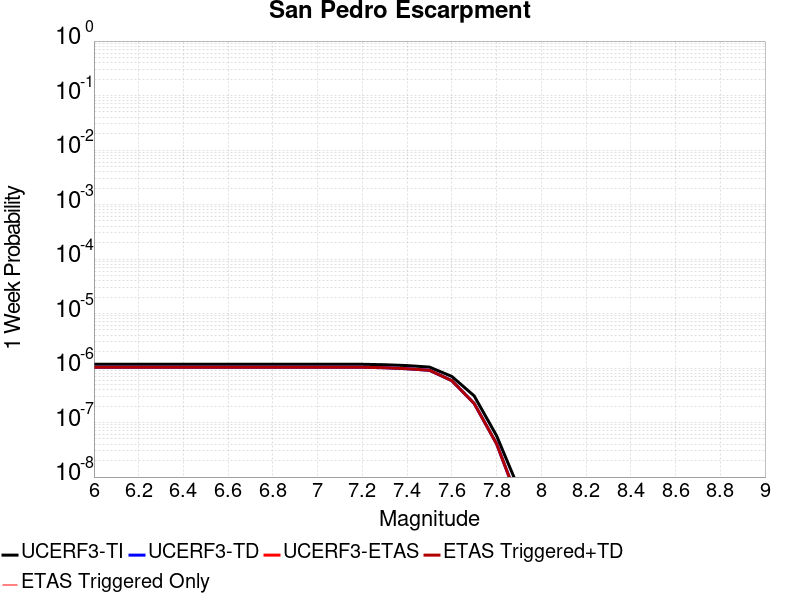 San Pedro Escarpment
1 Week Probability
10^0
10^-1
10^-2
10^-3
10^-4
10^-5
10^-6
10^-7
10^-8
6 6.2 6.4 6.6 6.8 7 7.2 7.4 7.6 7.8 8 8.2 8.4 8.6 8.8 9
Magnitude
UCERF3-TI UCERF3-TD UCERF3-ETAS ETAS Triggered+TD
ETAS Triggered Only